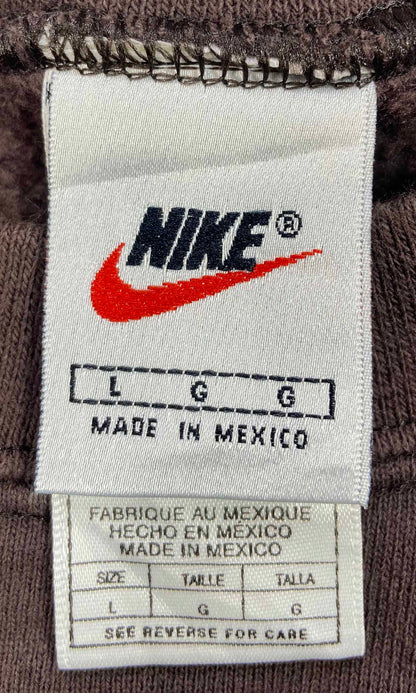 NIKE®
L G G
MADE IN MEXICO
FABRIQUE AU MEXIQUE
HECHO EN MÉXICO
MADE IN MEXICO
SIZE TAILLE TALLA
L G G
SEE REVERSE FOR CARE